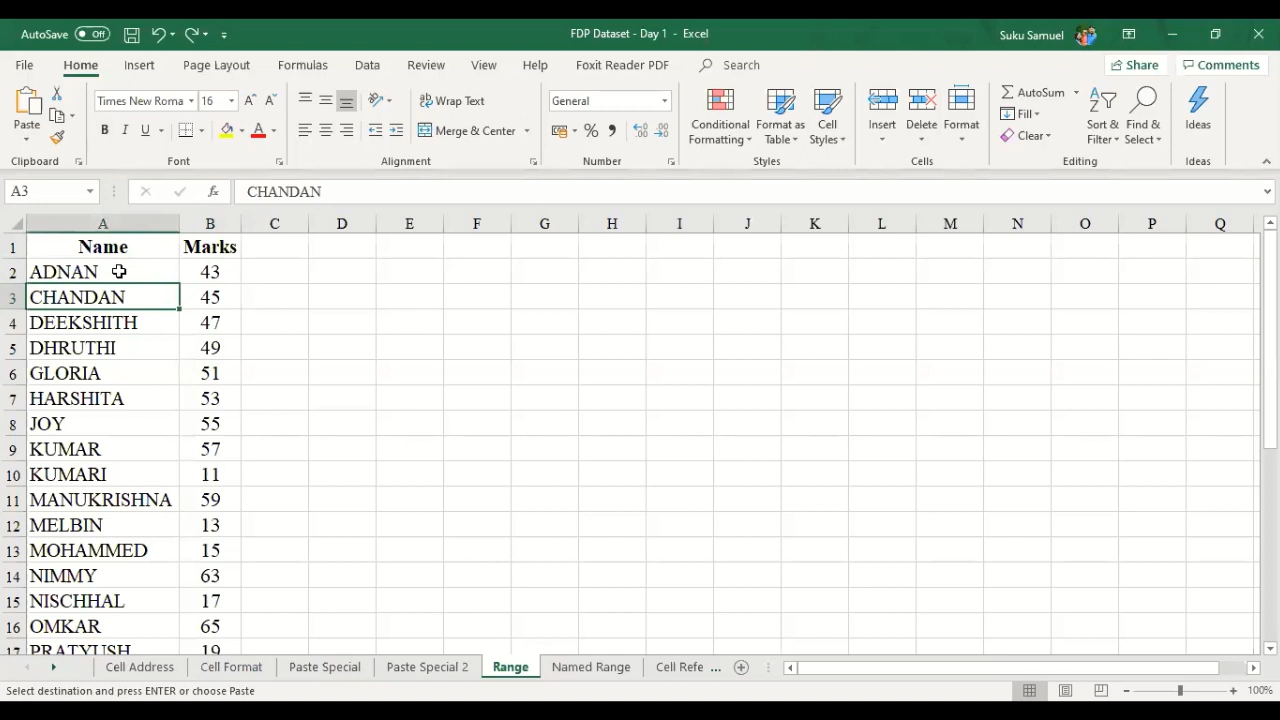 AutoSave Off FDP Dataset - Day 1 - Excel Suku Samuel
File Home Insert Page Layout Formulas Data Review View Help Foxit Reader PDF Search Share Comments
Paste Times New Roma 16 A A Wrap Text General Conditional Formatting Format as Table Cell Styles Insert Delete Format AutoSum Fill Clear Sort & Filter Find & Select Ideas
B I U A Merge & Center % 9
Clipboard Font Alignment Number Styles Cells Editing Ideas
A3 fx CHANDAN
A B C D E F G H I J K L M N O P Q
1 Name Marks
2 ADNAN 43
3 CHANDAN 45
4 DEEKSHITH 47
5 DHRUTHI 49
6 GLORIA 51
7 HARSHITA 53
8 JOY 55
9 KUMAR 57
10 KUMARI 11
11 MANUKRISHNA 59
12 MELBIN 13
13 MOHAMMED 15
14 NIMMY 63
15 NISCHHAL 17
16 OMKAR 65
17 PRATYUSH 19
Cell Address Cell Format Paste Special Paste Special 2 Range Named Range Cell Refe ...
Select destination and press ENTER or choose Paste 100%